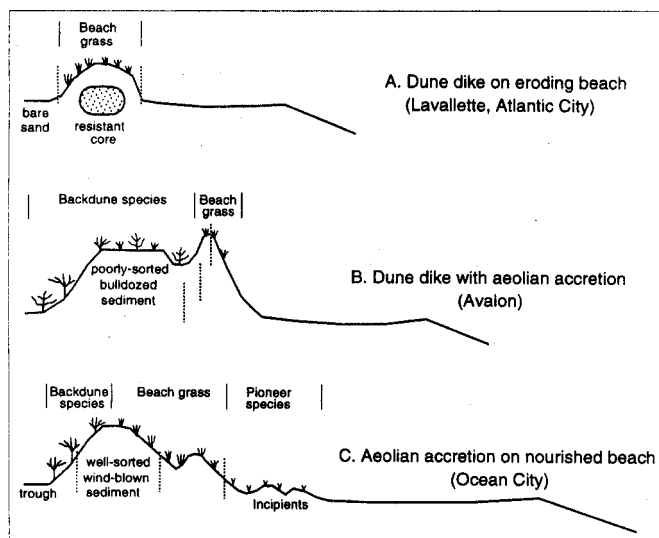 Beach
grass
bare
sand
resistant
core
A. Dune dike on eroding beach
(Lavallette, Atlantic City)
Backdune species
Beach
grass
poorly-sorted
bulldozed
sediment
B. Dune dike with aeolian accretion
(Avalon)
Backdune
species
Beach grass
Pioneer
species
trough
well-sorted
wind-blown
sediment
Incipients
C. Aeolian accretion on nourished beach
(Ocean City)